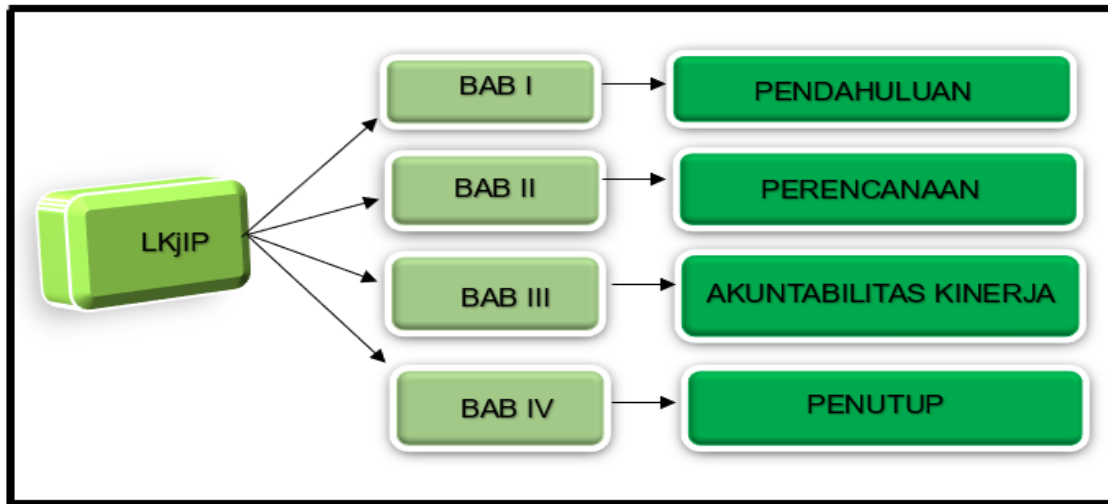 LKjIP
BAB I
PENDAHULUAN
BAB II
PERENCANAAN
BAB III
AKUNTABILITAS KINERJA
BAB IV
PENUTUP